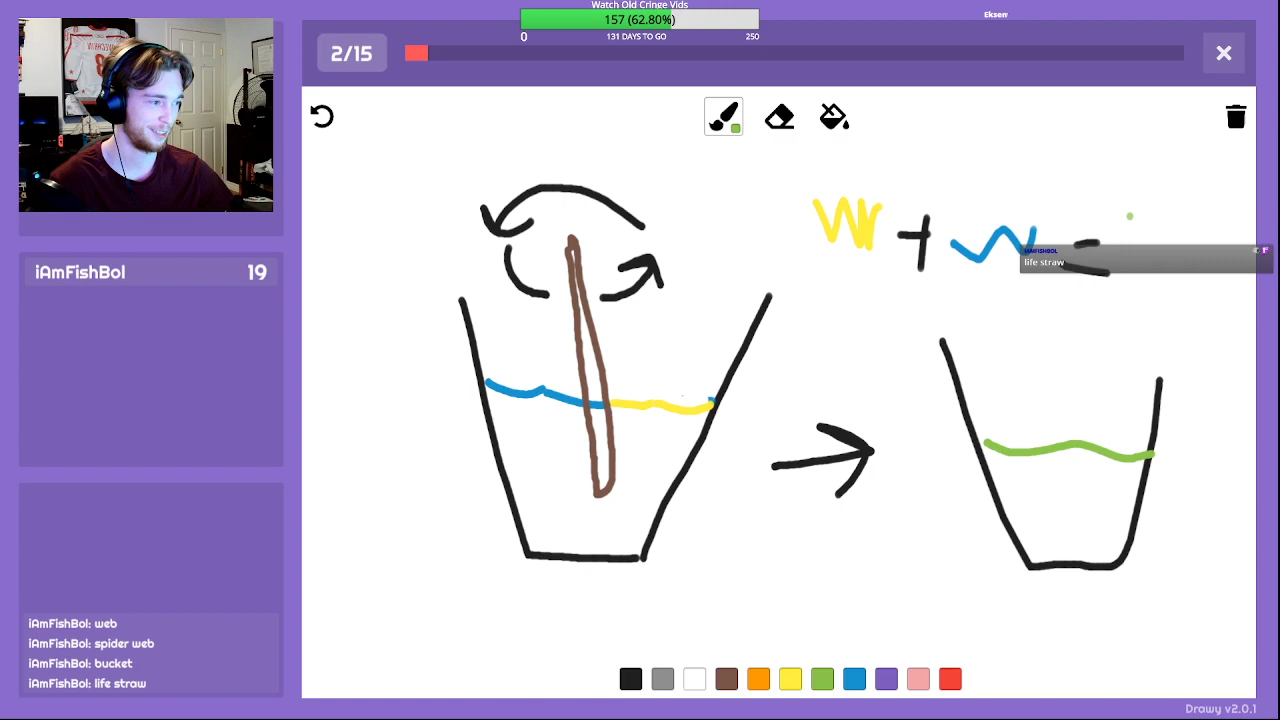 Watch Old Cringe Vids
157 (62.80%)
0
131 DAYS TO GO
250
Eksen
2/15
iAmFishBol
19
IAMFISHBOL
life straw
+
=
iAmFishBol: web
iAmFishBol: spider web
iAmFishBol: bucket
iAmFishBol: life straw
Drawy v2.0.1